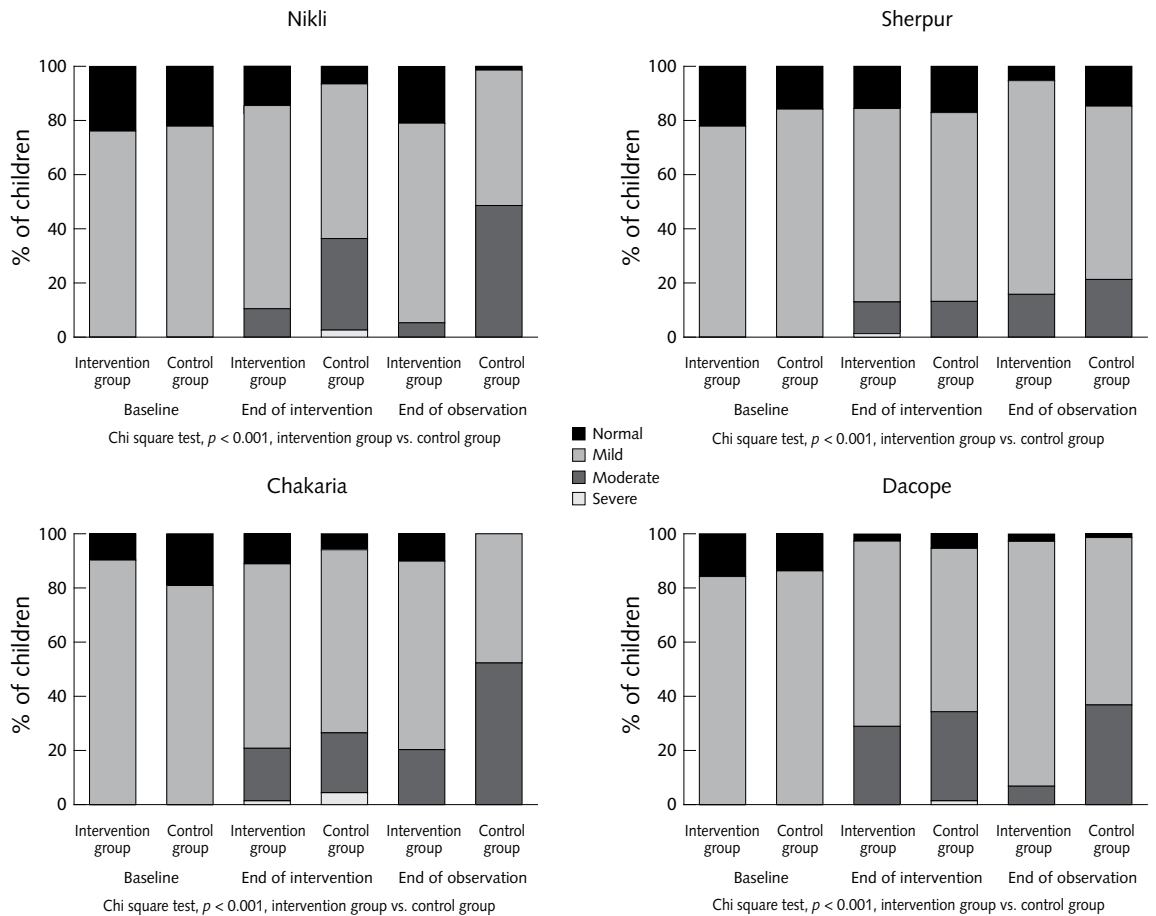 Nikli
100
80
60
40
20
0
% of children
Intervention group
Control group
Intervention group
Control group
Intervention group
Control group
Baseline
End of intervention
End of observation
Chi square test, p < 0.001, intervention group vs. control group
Sherpur
100
80
60
40
20
0
% of children
Intervention group
Control group
Intervention group
Control group
Intervention group
Control group
Baseline
End of intervention
End of observation
Chi square test, p < 0.001, intervention group vs. control group
Normal
Mild
Moderate
Severe
Chakaria
100
80
60
40
20
0
% of children
Intervention group
Control group
Intervention group
Control group
Intervention group
Control group
Baseline
End of intervention
End of observation
Chi square test, p < 0.001, intervention group vs. control group
Dacope
100
80
60
40
20
0
% of children
Intervention group
Control group
Intervention group
Control group
Intervention group
Control group
Baseline
End of intervention
End of observation
Chi square test, p < 0.001, intervention group vs. control group